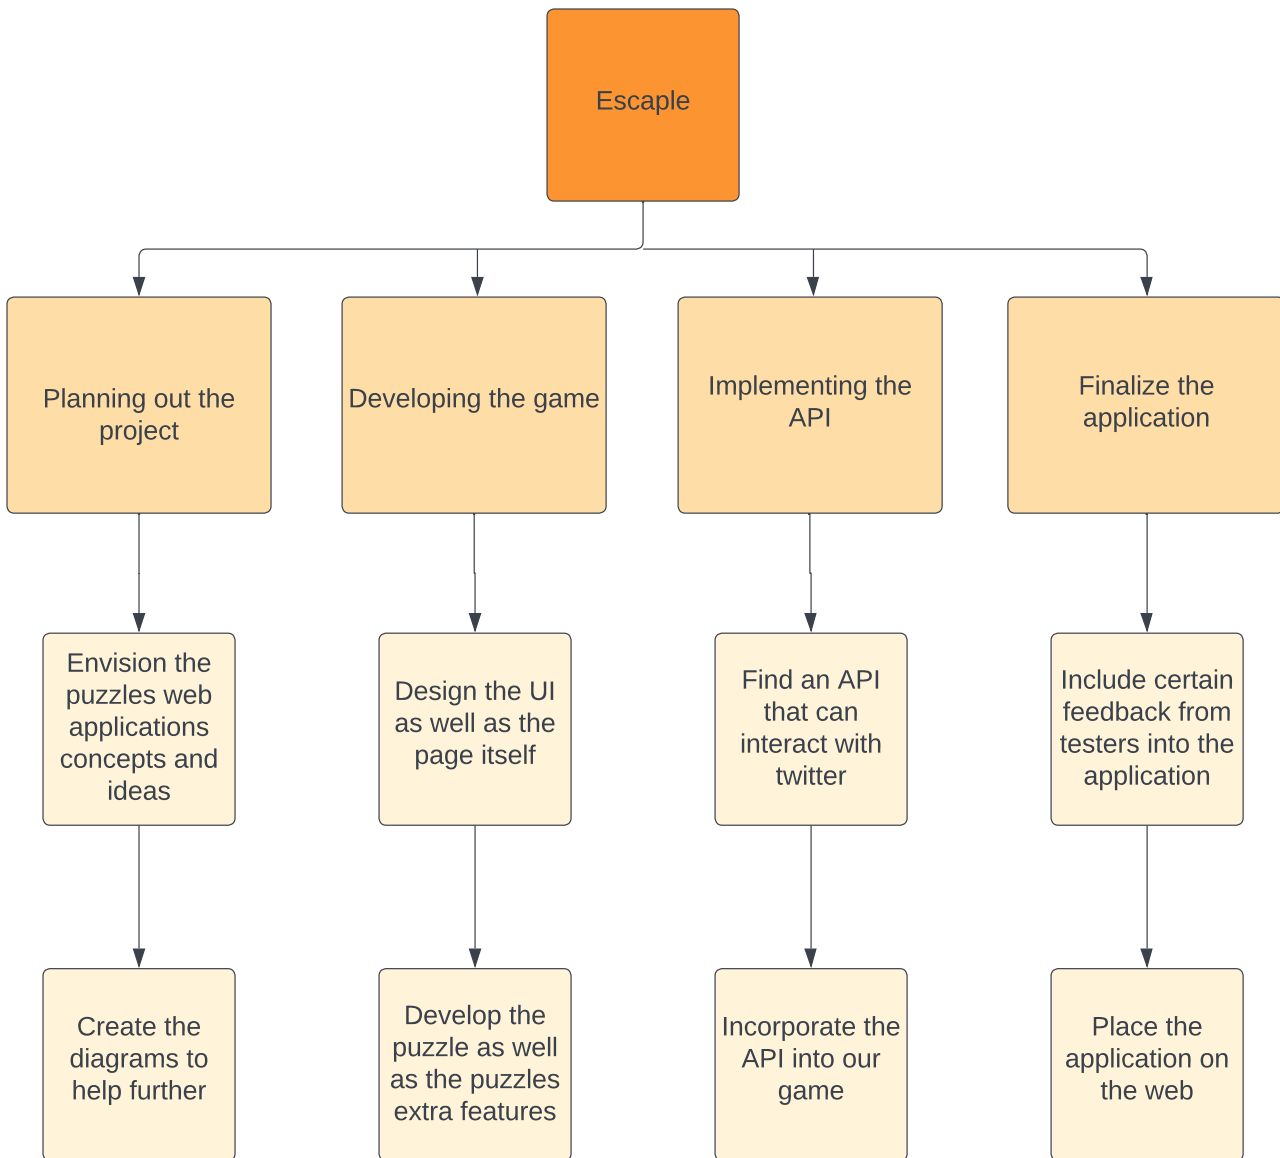 Escaple
Planning out the
project
Developing the game
Implementing the
API
Finalize the
application
Envision the
puzzles web
applications
concepts and
ideas
Design the UI
as well as the
page itself
Find an API
that can
interact with
twitter
Include certain
feedback from
testers into the
application
Create the
diagrams to
help further
Develop the
puzzle as well
as the puzzles
extra features
Incorporate the
API into our
game
Place the
application on
the web